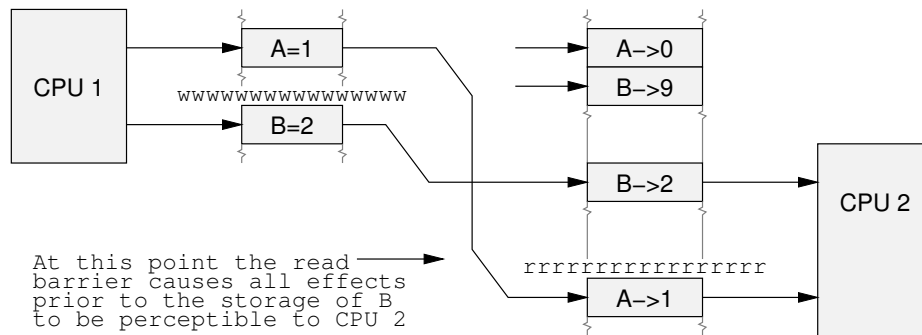 A=1
A->0
CPU 1
B->9
wwwwwwwwwwwwwwww
B=2
B->2
CPU 2
At this point the read
barrier causes all effects
prior to the storage of B
to be perceptible to CPU 2
rrrrrrrrrrrrrrrrr
A->1